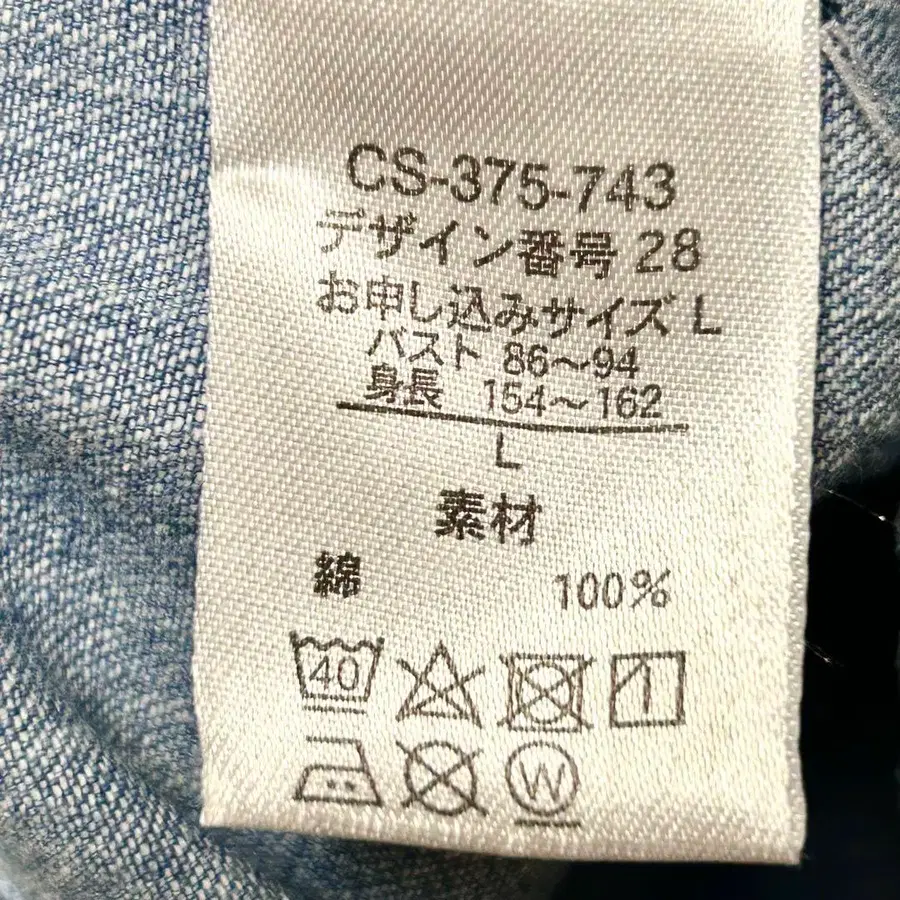 CS-375-743
デザイン番号 28
お申し込みサイズ L
バスト 86〜94
身長 154〜162
L
素材
綿 100%
40
W